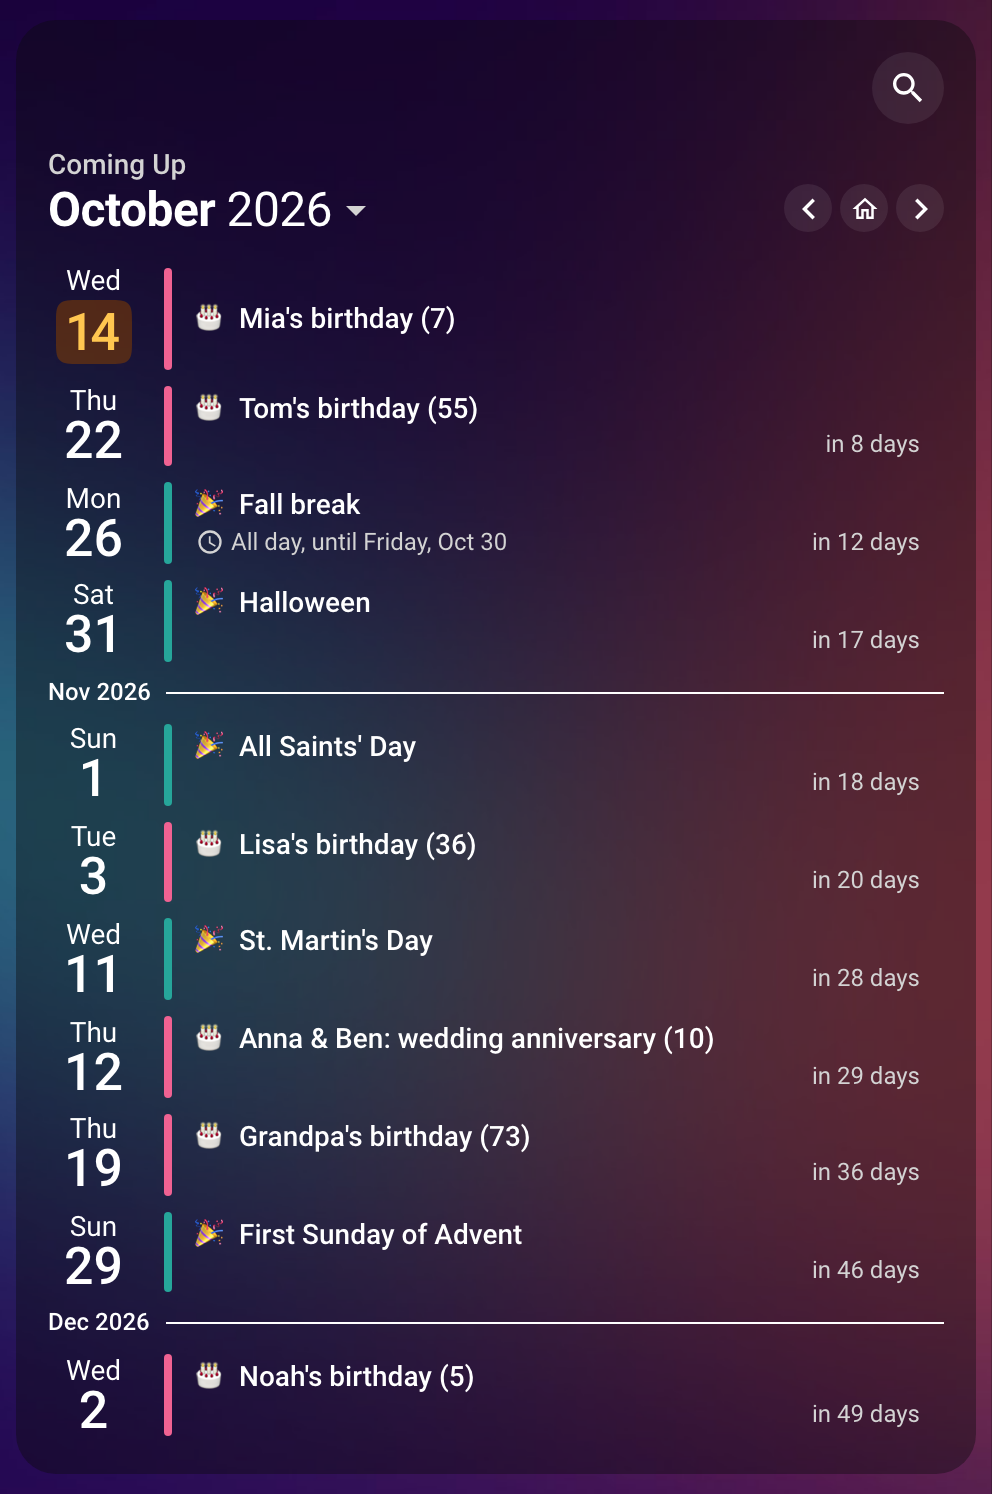 Coming Up
October 2026
Wed
14
Mia's birthday (7)
Thu
22
Tom's birthday (55)
in 8 days
Mon
26
Fall break
All day, until Friday, Oct 30
in 12 days
Sat
31
Halloween
in 17 days
Nov 2026
Sun
1
All Saints' Day
in 18 days
Tue
3
Lisa's birthday (36)
in 20 days
Wed
11
St. Martin's Day
in 28 days
Thu
12
Anna & Ben: wedding anniversary (10)
in 29 days
Thu
19
Grandpa's birthday (73)
in 36 days
Sun
29
First Sunday of Advent
in 46 days
Dec 2026
Wed
2
Noah's birthday (5)
in 49 days